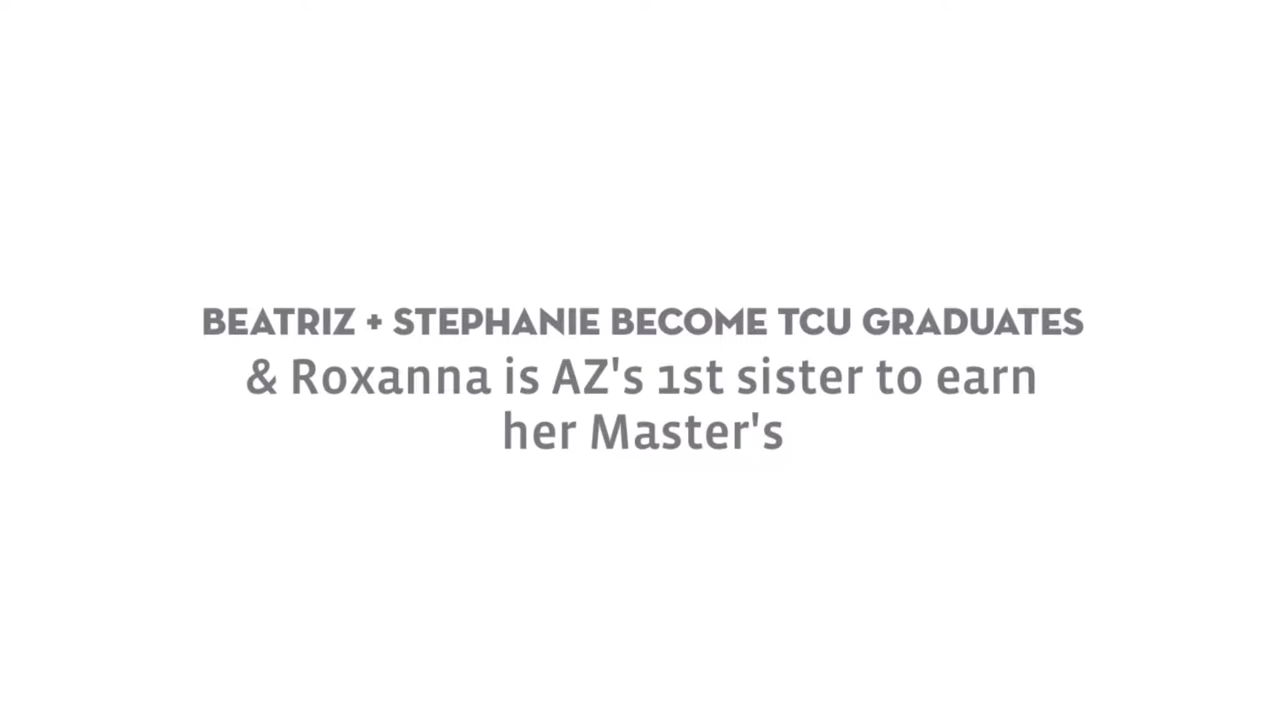 BEATRIZ + STEPHANIE BECOME TCU GRADUATES
& Roxanna is AZ's 1st sister to earn
her Master's